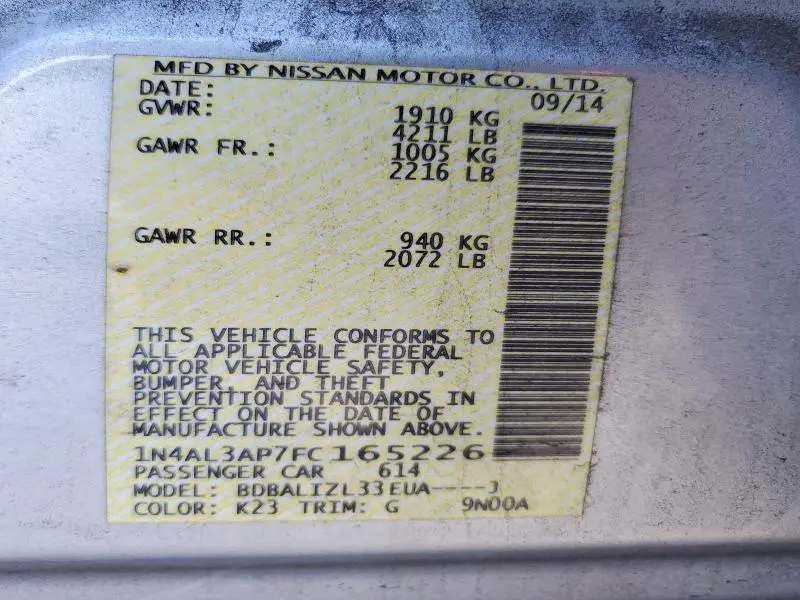 MFD BY NISSAN MOTOR CO., LTD.
DATE: 09/14
GVWR: 1910 KG
4211 LB
GAWR FR.: 1005 KG
2216 LB
GAWR RR.: 940 KG
2072 LB
THIS VEHICLE CONFORMS TO
ALL APPLICABLE FEDERAL
MOTOR VEHICLE SAFETY,
BUMPER, AND THEFT
PREVENTION STANDARDS IN
EFFECT ON THE DATE OF
MANUFACTURE SHOWN ABOVE.
1N4AL3AP7FC165226
PASSENGER CAR 614
MODEL: BDBALIZL33EUA----J
COLOR: K23 TRIM: G 9N00A